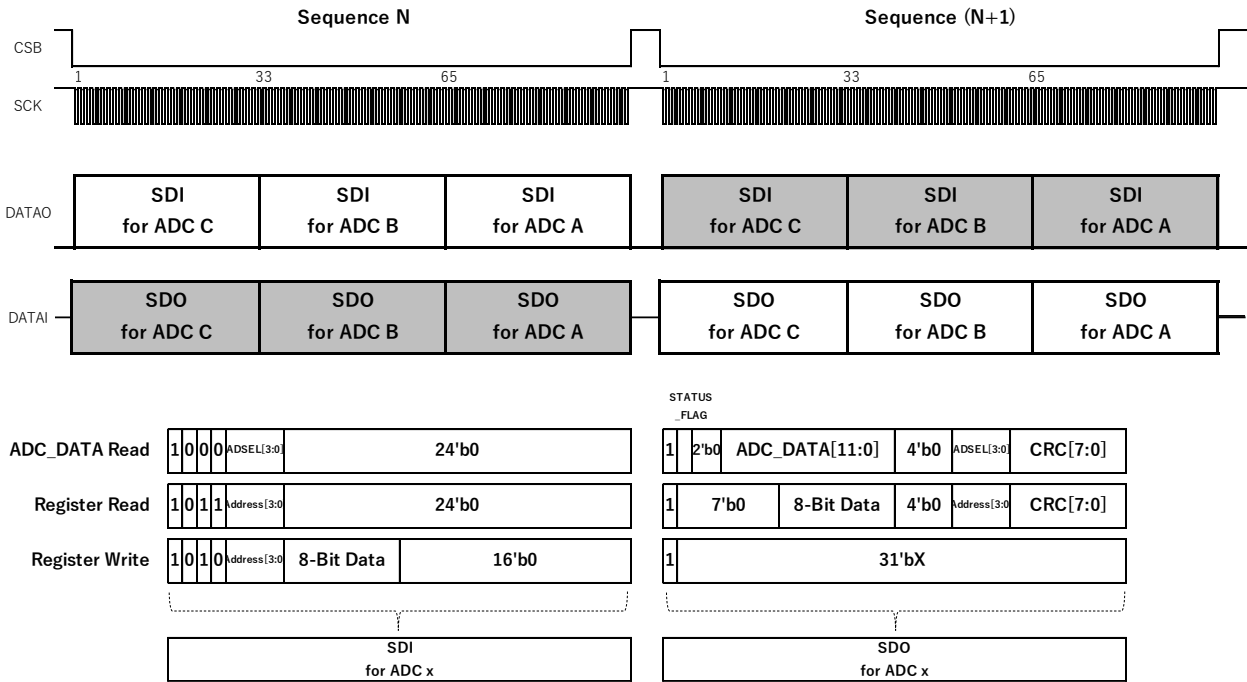 Sequence N
Sequence (N+1)
CSB
1 33 65 1 33 65
SCK
DATAO
SDI
for ADC C
SDI
for ADC B
SDI
for ADC A
SDI
for ADC C
SDI
for ADC B
SDI
for ADC A
DATAI
SDO
for ADC C
SDO
for ADC B
SDO
for ADC A
SDO
for ADC C
SDO
for ADC B
SDO
for ADC A
STATUS
_FLAG
ADC_DATA Read 1 0 0 0 ADSEL[3:0] 24'b0 1 2'b0 ADC_DATA[11:0] 4'b0 ADSEL[3:0] CRC[7:0]
Register Read 1 0 1 1 Address[3:0] 24'b0 1 7'b0 8-Bit Data 4'b0 Address[3:0] CRC[7:0]
Register Write 1 0 1 0 Address[3:0] 8-Bit Data 16'b0 1 31'bX
SDI
for ADC x
SDO
for ADC x